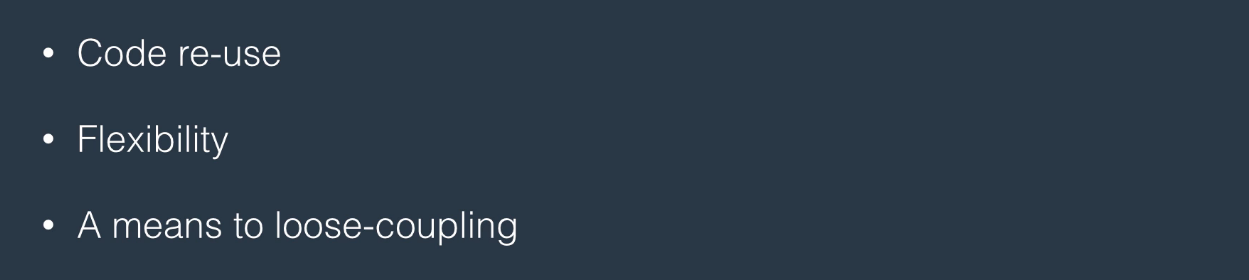 • Code re-use
• Flexibility
• A means to loose-coupling